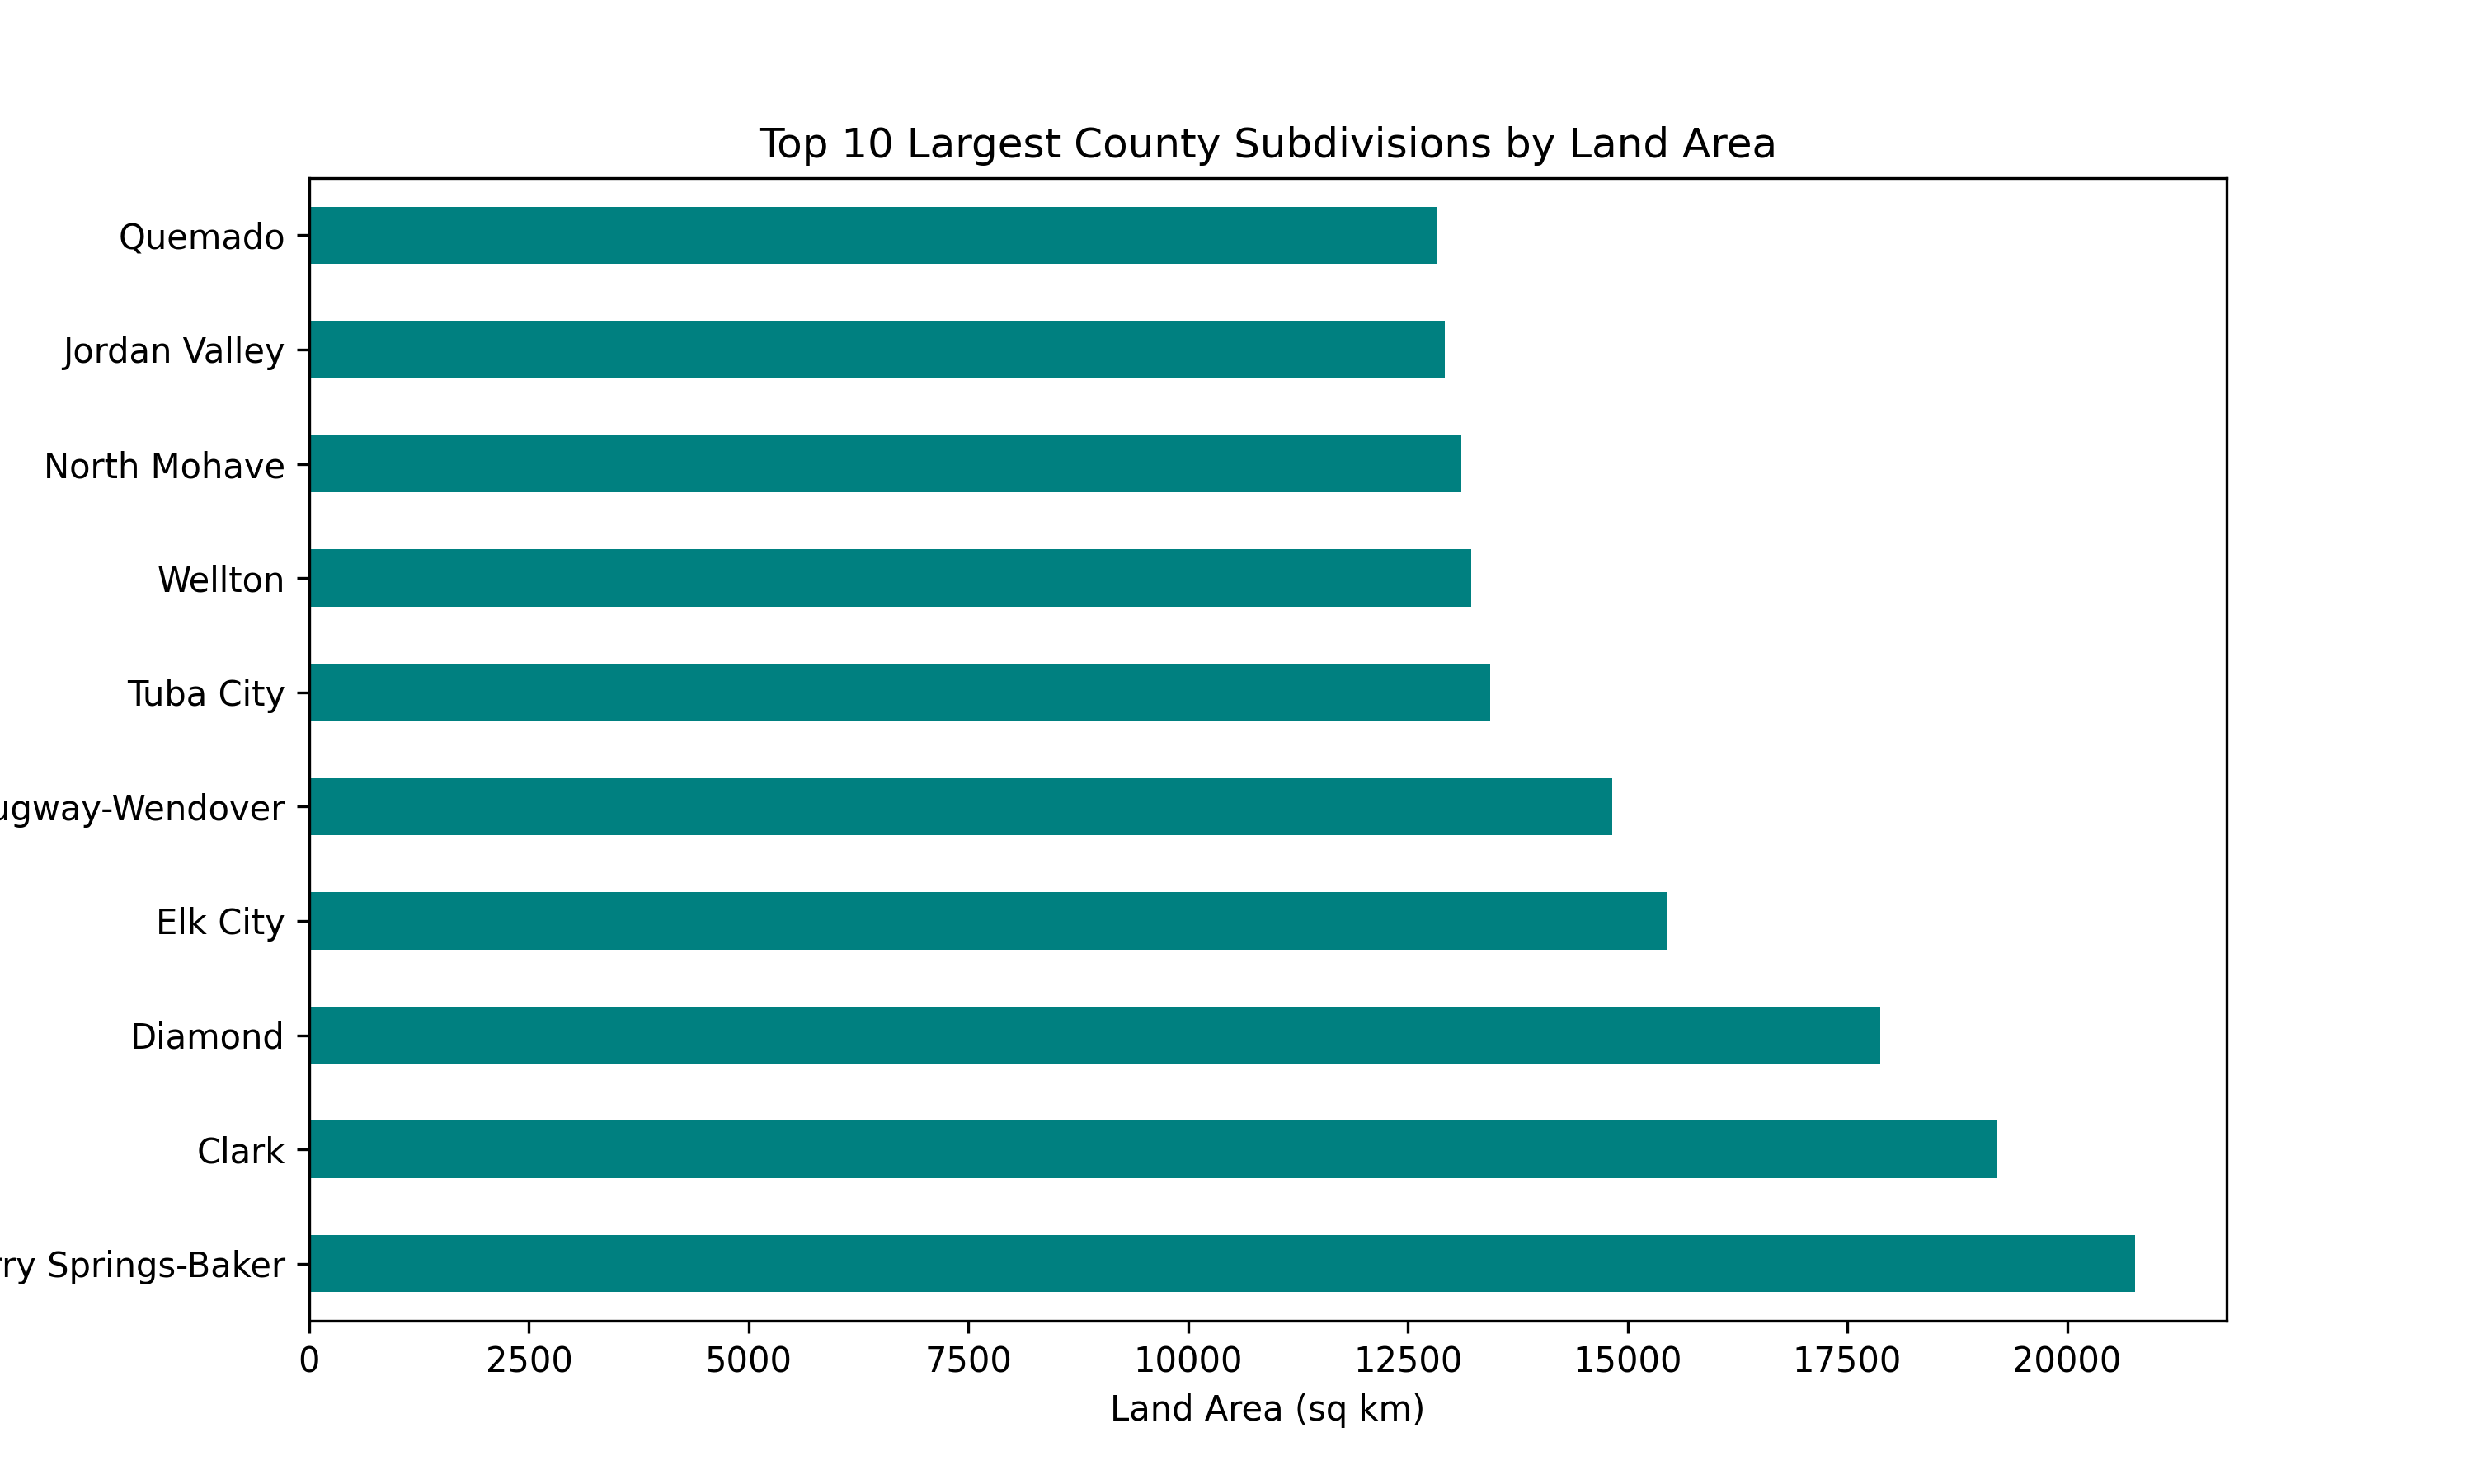 Top 10 Largest County Subdivisions by Land Area
Quemado
Jordan Valley
North Mohave
Wellton
Tuba City
ugway-Wendover
Elk City
Diamond
Clark
rry Springs-Baker
0 2500 5000 7500 10000 12500 15000 17500 20000
Land Area (sq km)